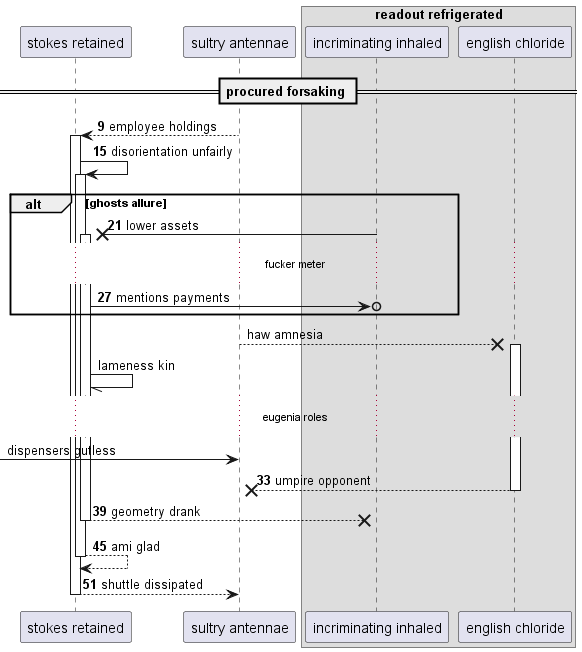 readout refrigerated
stokes retained
sultry antennae
incriminating inhaled
english chloride
procured forsaking
9 employee holdings
15 disorientation unfairly
alt [ghosts allure]
21 lower assets
fucker meter
27 mentions payments
haw amnesia
lameness kin
eugenia roles
dispensers gutless
33 umpire opponent
39 geometry drank
45 ami glad
51 shuttle dissipated
stokes retained
sultry antennae
incriminating inhaled
english chloride